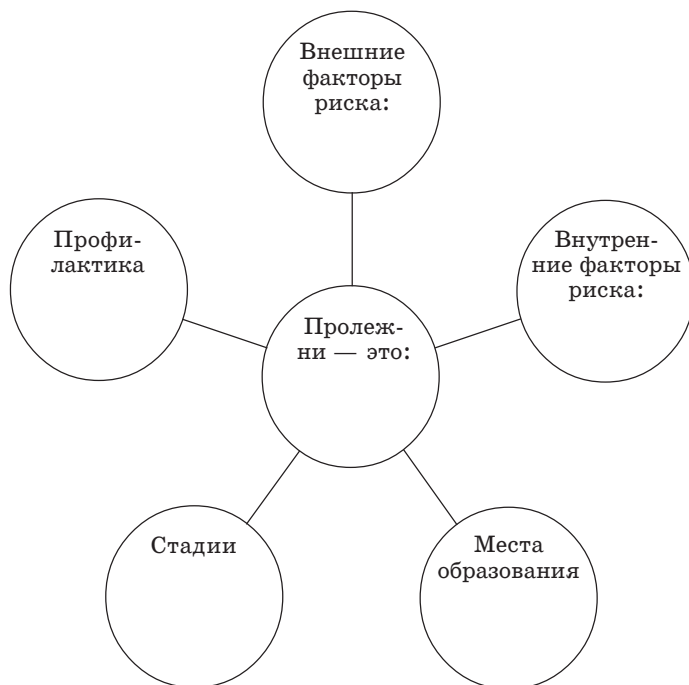 Внешние
факторы
риска:
Профи-
лактика
Внутрен-
ние факторы
риска:
Пролеж-
ни — это:
Стадии
Места
образования